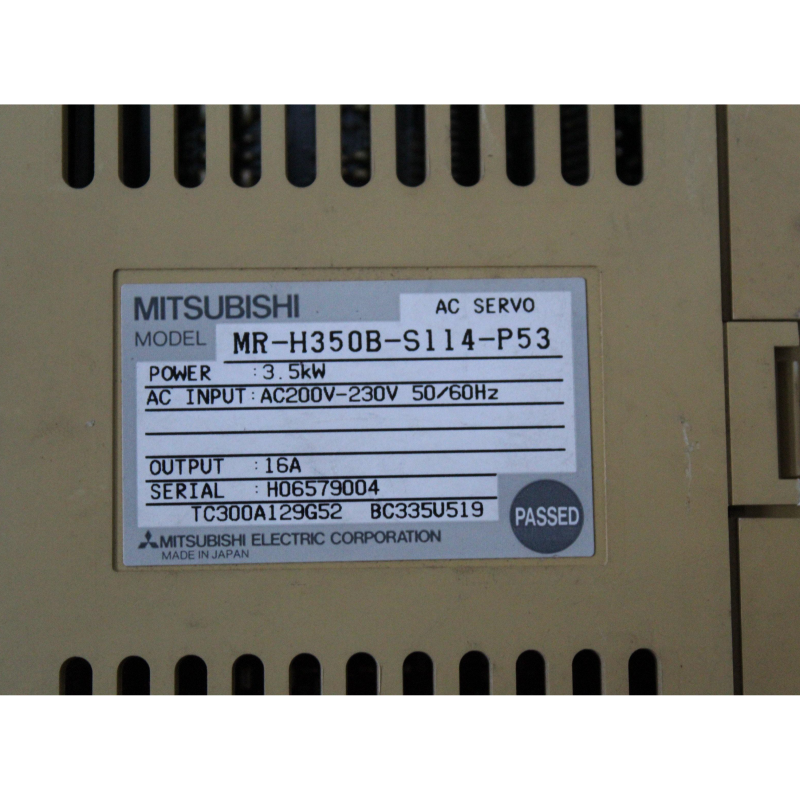 MITSUBISHI
AC SERVO
MODEL MR-H350B-S114-P53
POWER :3.5kW
AC INPUT:AC200V-230V 50/60Hz
OUTPUT :16A
SERIAL :H06579004
TC300A129G52 BC335U519
PASSED
MITSUBISHI ELECTRIC CORPORATION
MADE IN JAPAN